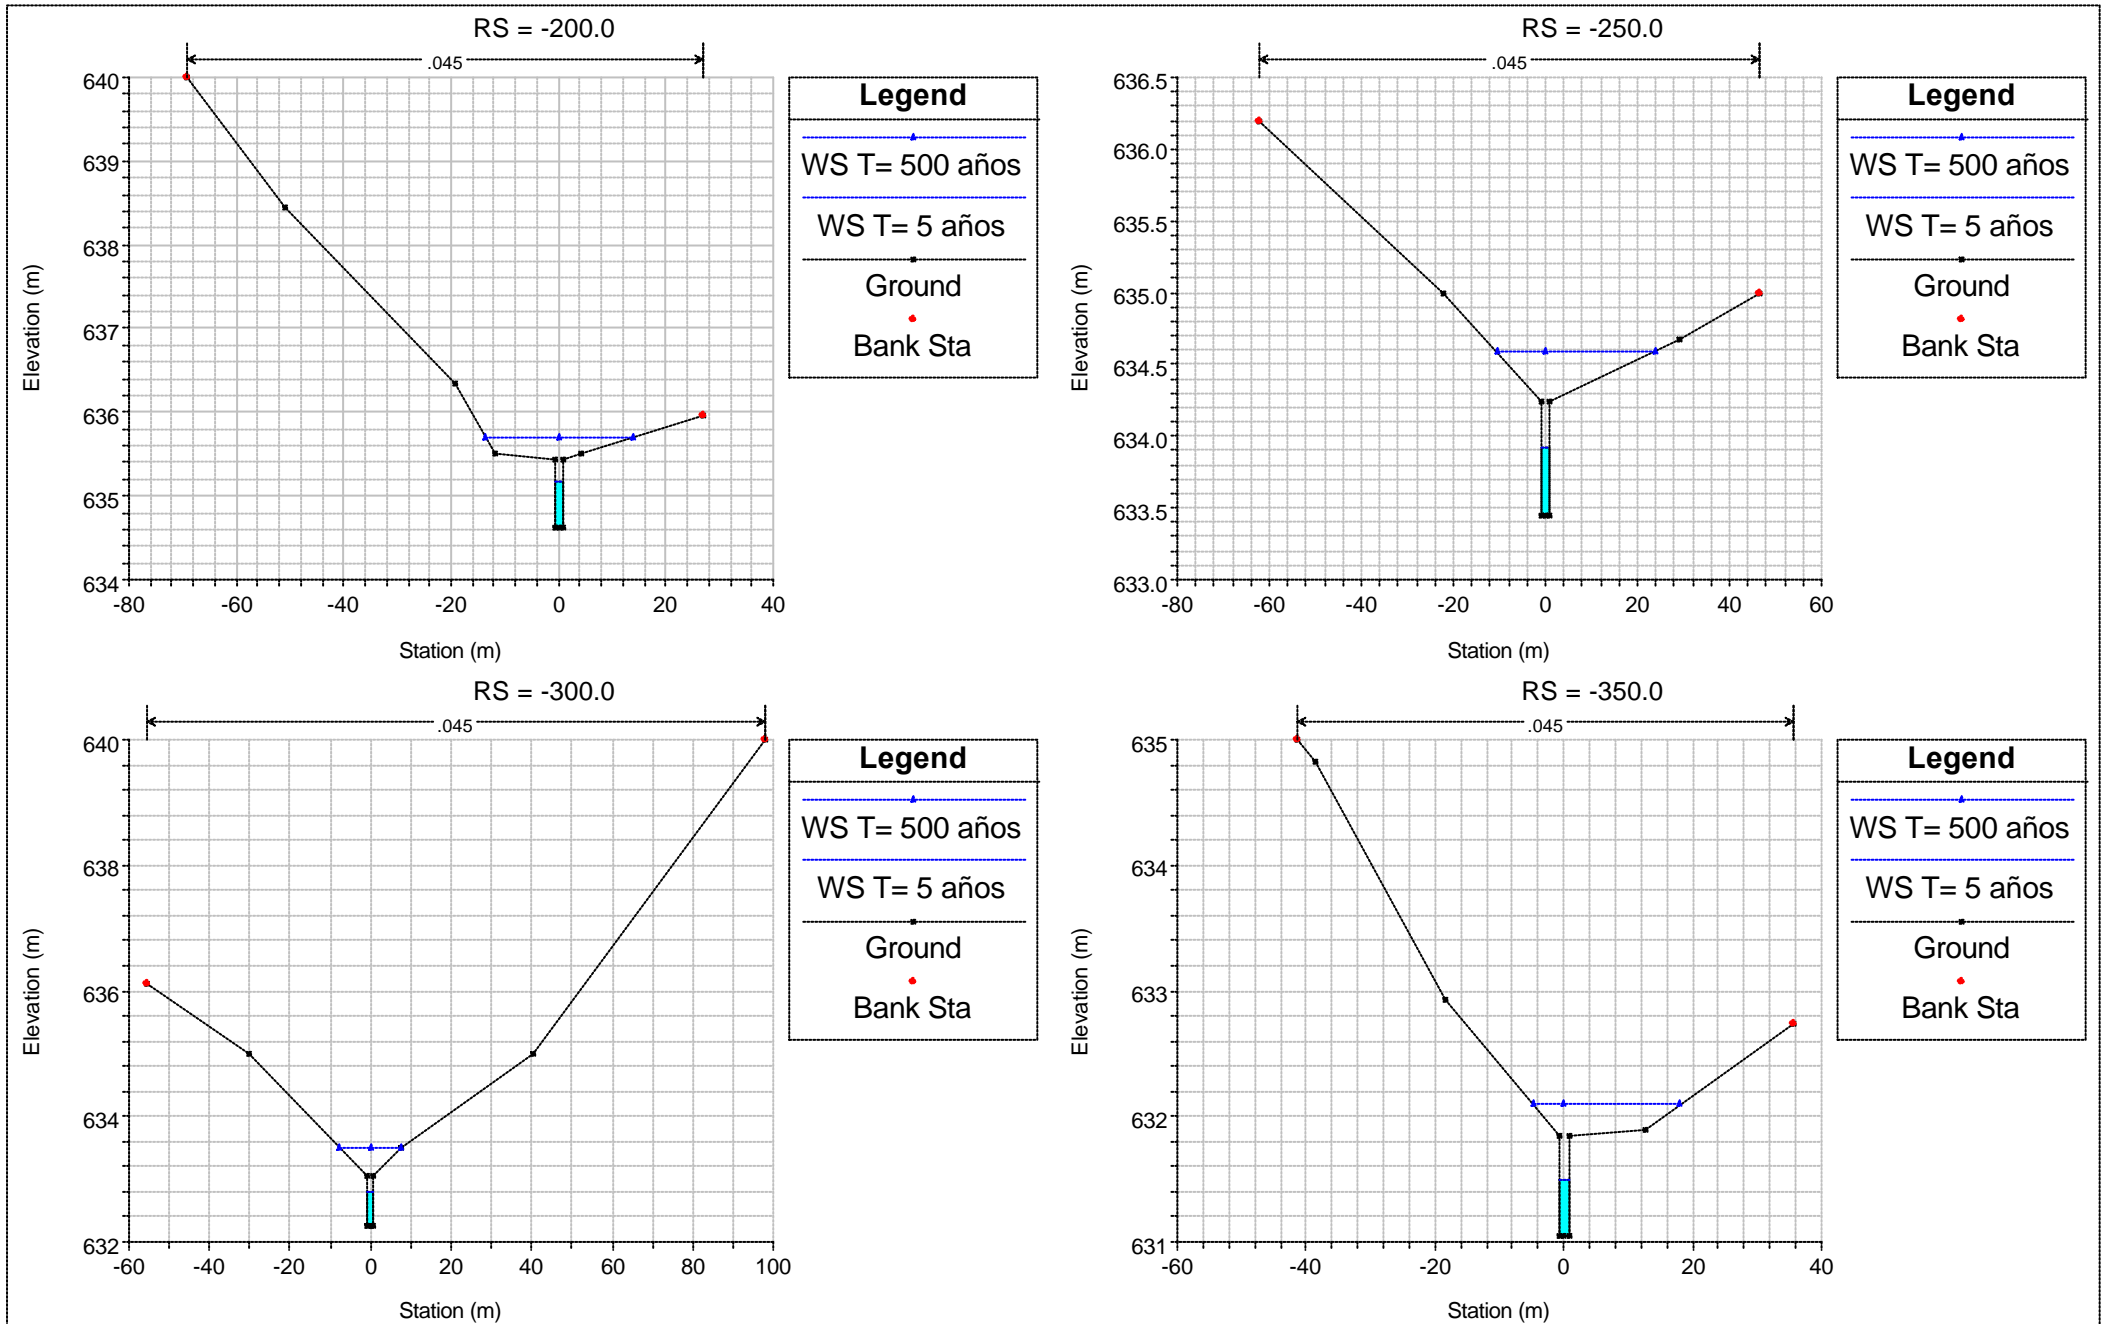 RS = -200.0
.045
640
639
638
637
636
635
634
Elevation (m)
-80 -60 -40 -20 0 20 40
Station (m)
Legend
WS T= 500 años
WS T= 5 años
Ground
Bank Sta
RS = -250.0
.045
636.5
636.0
635.5
635.0
634.5
634.0
633.5
633.0
Elevation (m)
-80 -60 -40 -20 0 20 40 60
Station (m)
Legend
WS T= 500 años
WS T= 5 años
Ground
Bank Sta
RS = -300.0
.045
640
638
636
634
632
Elevation (m)
-60 -40 -20 0 20 40 60 80 100
Station (m)
Legend
WS T= 500 años
WS T= 5 años
Ground
Bank Sta
RS = -350.0
.045
635
634
633
632
631
Elevation (m)
-60 -40 -20 0 20 40
Station (m)
Legend
WS T= 500 años
WS T= 5 años
Ground
Bank Sta